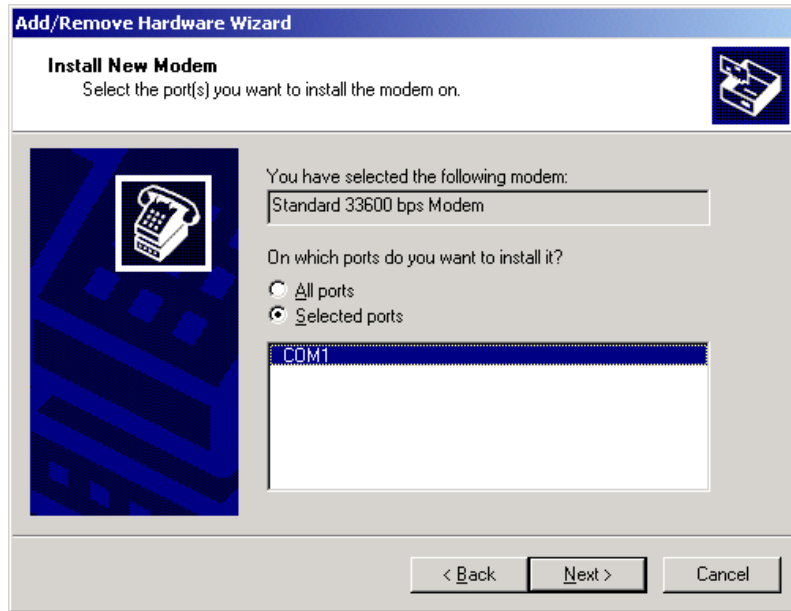 Add/Remove Hardware Wizard
Install New Modem
Select the port(s) you want to install the modem on.
You have selected the following modem:
Standard 33600 bps Modem
On which ports do you want to install it?
All ports
Selected ports
COM1
< Back
Next >
Cancel